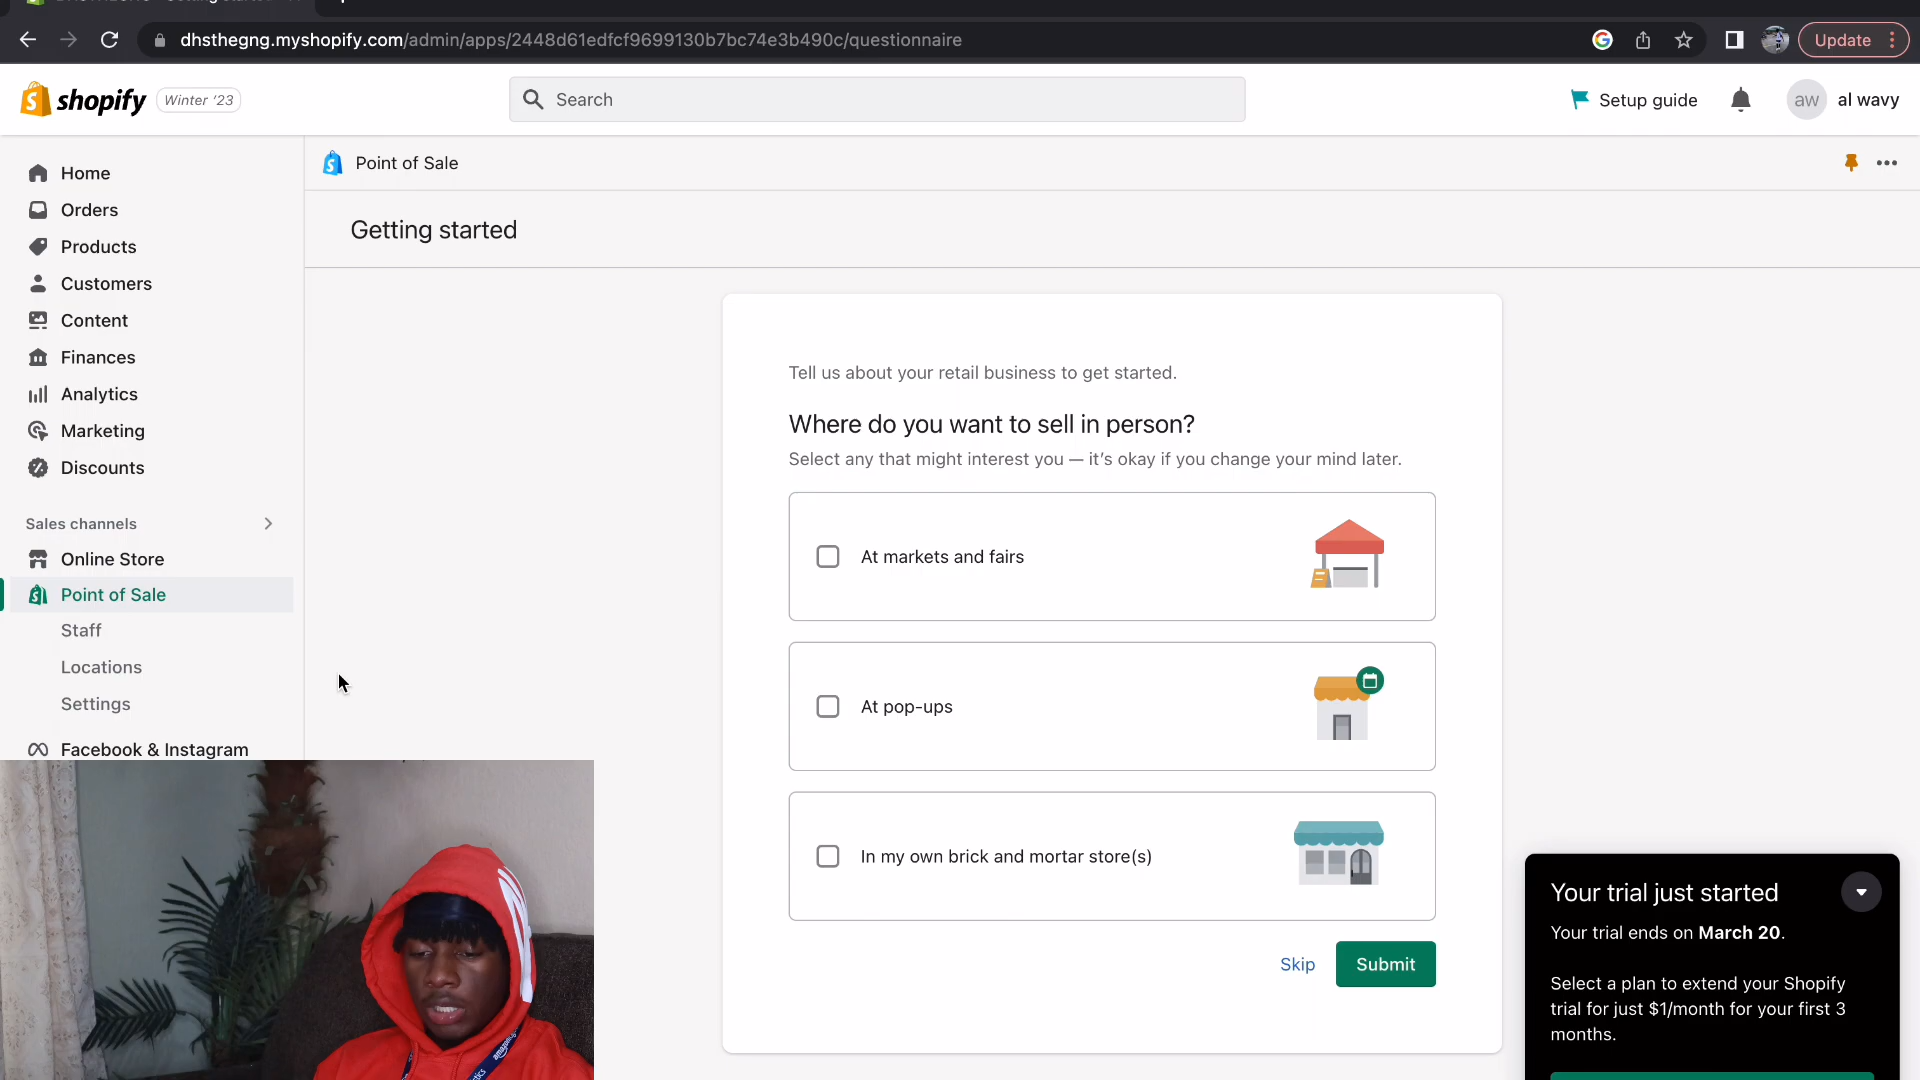 dhsthegng.myshopify.com/admin/apps/2448d61edfcf9699130b7bc74e3b490c/questionnaire
Update
shopify
Winter '23
Search
Setup guide
aw
al wavy
Home
Orders
Products
Customers
Content
Finances
Analytics
Marketing
Discounts
Sales channels
Online Store
Point of Sale
Staff
Locations
Settings
Facebook & Instagram
Point of Sale
Getting started
Tell us about your retail business to get started.
Where do you want to sell in person?
Select any that might interest you — it's okay if you change your mind later.
At markets and fairs
At pop-ups
In my own brick and mortar store(s)
Skip
Submit
Your trial just started
Your trial ends on March 20.
Select a plan to extend your Shopify
trial for just $1/month for your first 3
months.
amazon